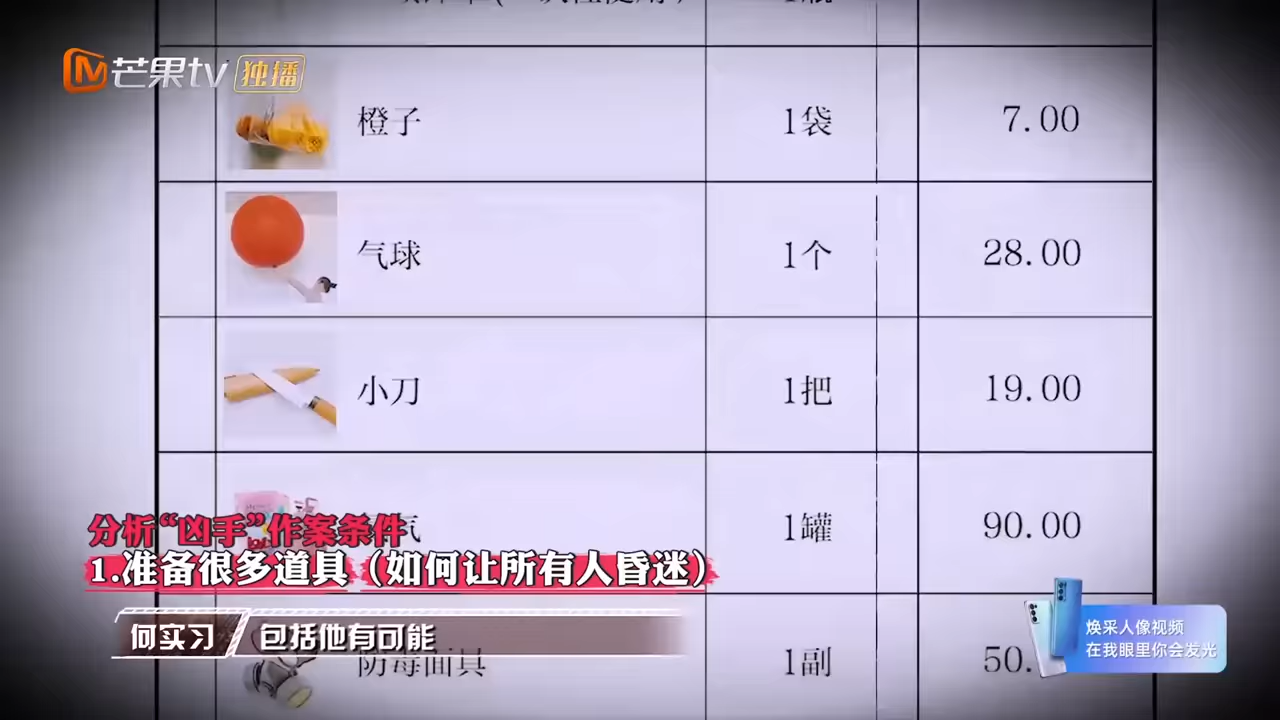 芒果tv 独播
橙子 1袋 7.00
气球 1个 28.00
小刀 1把 19.00
气 1罐 90.00
分析“凶手”作案条件
1.准备很多道具（如何让所有人昏迷）
何实习 包括他有可能
防毒面具 1副 50.
焕采人像视频
在我眼里你会发光